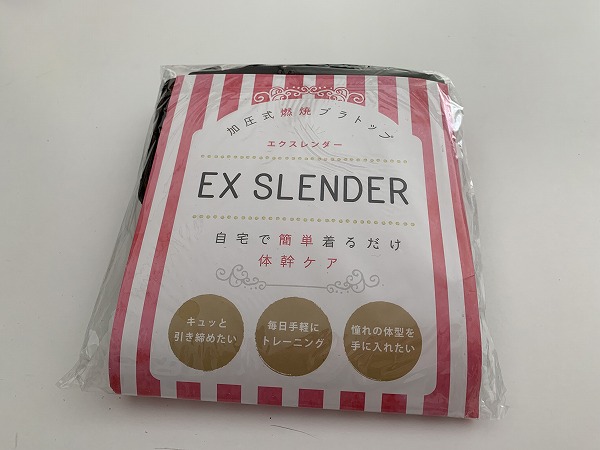 加圧式燃焼ブラトップ
エクスレンダー
EX SLENDER
自宅で簡単着るだけ
体幹ケア
キュッと
引き締めたい
毎日手軽に
トレーニング
憧れの体型を
手に入れたい